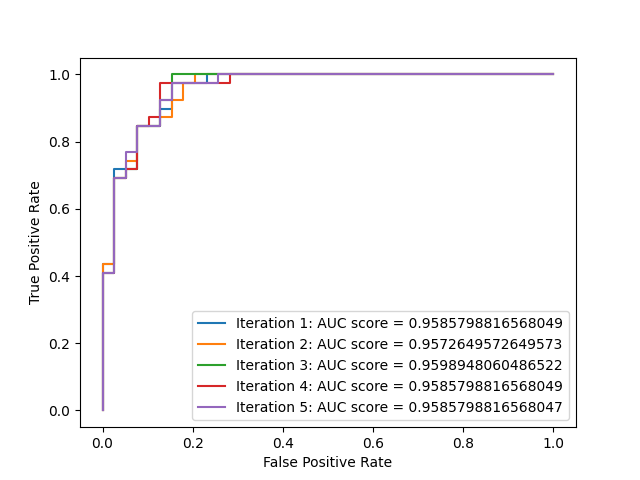 1.0
0.8
0.6
0.4
0.2
0.0
True Positive Rate
Iteration 1: AUC score = 0.9585798816568049
Iteration 2: AUC score = 0.9572649572649573
Iteration 3: AUC score = 0.9598948060486522
Iteration 4: AUC score = 0.9585798816568049
Iteration 5: AUC score = 0.9585798816568047
0.0 0.2 0.4 0.6 0.8 1.0
False Positive Rate